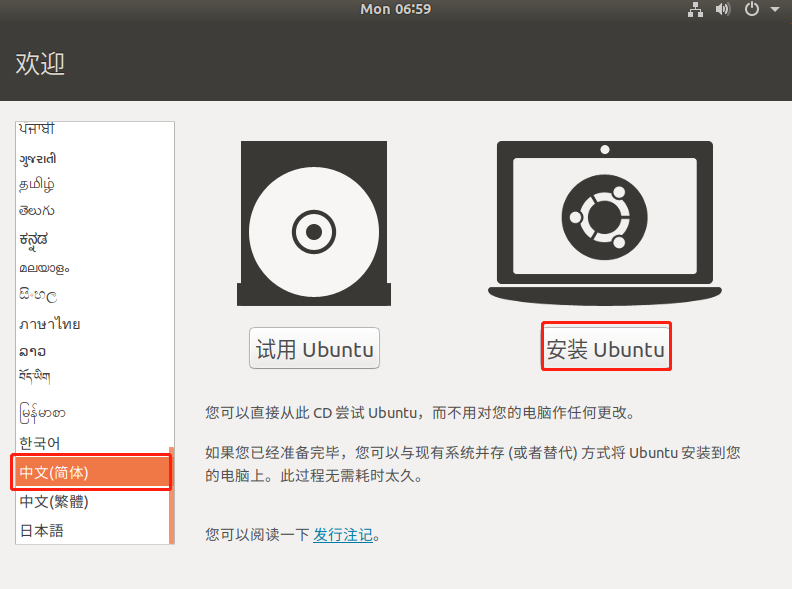 Mon 06:59
欢迎
ਪੰਜਾਬੀ
ગુજરાતી
தமிழ்
తెలుగు
ಕನ್ನಡ
മലയാളം
සිංහල
ภาษาไทย
ລາວ
བོད་ཡིག
မြန်မာစာ
한국어
中文(简体)
中文(繁體)
日本語
试用 Ubuntu
安装 Ubuntu
您可以直接从此 CD 尝试 Ubuntu，而不用对您的电脑作任何更改。
如果您已经准备完毕，您可以与现有系统并存 (或者替代) 方式将 Ubuntu 安装到您
的电脑上。此过程无需耗时太久。
您可以阅读一下 发行注记。